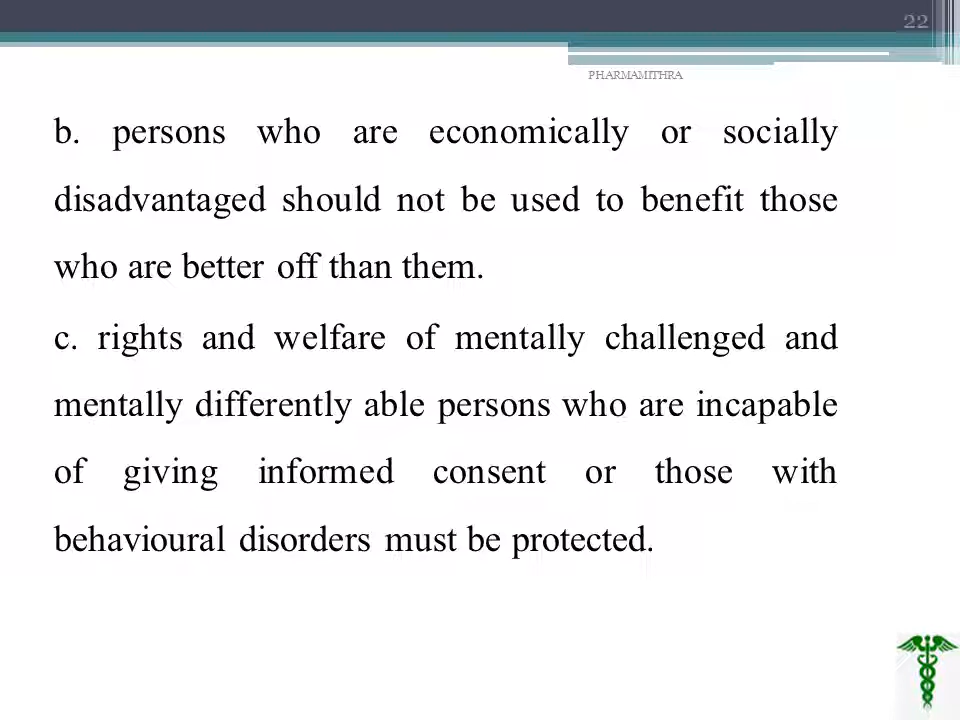 22
PHARMAMITHRA
b. persons who are economically or socially
disadvantaged should not be used to benefit those
who are better off than them.
c. rights and welfare of mentally challenged and
mentally differently able persons who are incapable
of giving informed consent or those with
behavioural disorders must be protected.